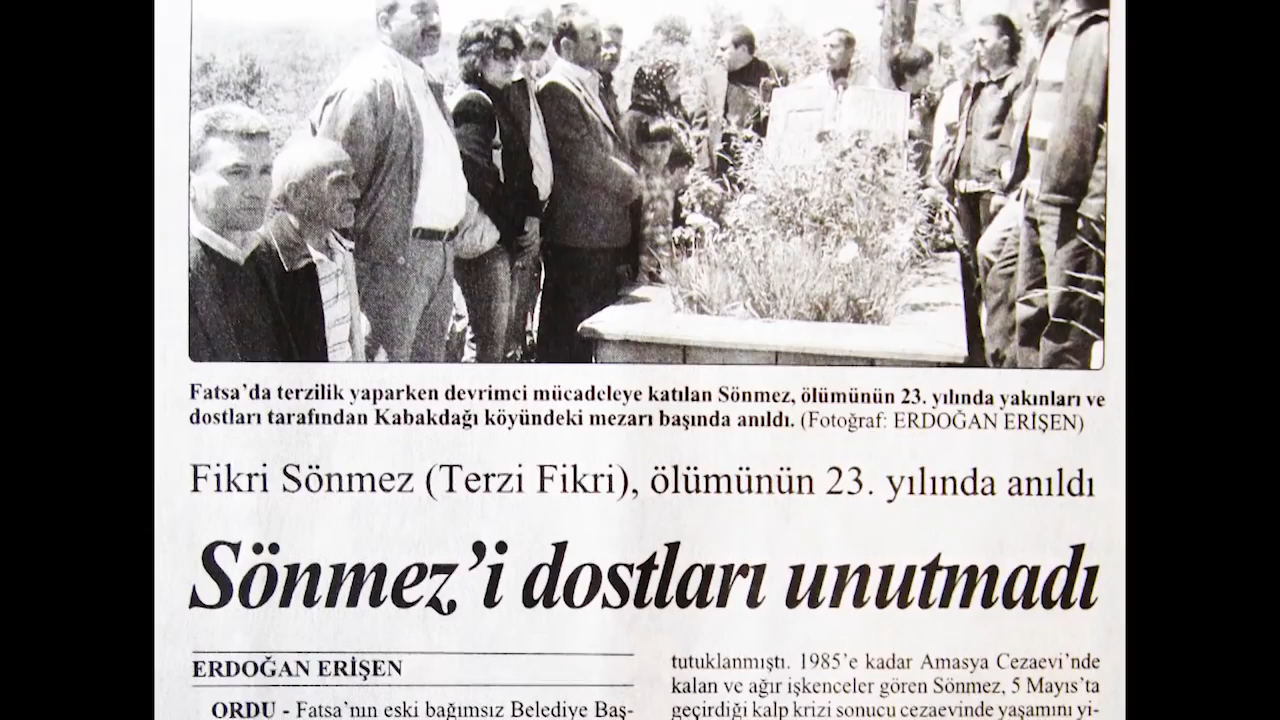 Fatsa'da terzilik yaparken devrimci mücadeleye katılan Sönmez, ölümünün 23. yılında yakınları ve
dostları tarafından Kabakdağı köyündeki mezarı başında anıldı. (Fotoğraf: ERDOĞAN ERİŞEN)
Fikri Sönmez (Terzi Fikri), ölümünün 23. yılında anıldı
Sönmez'i dostları unutmadı
ERDOĞAN ERİŞEN
ORDU - Fatsa'nın eski bağımsız Belediye Baş-
tutuklanmıştı. 1985'e kadar Amasya Cezaevi'nde
kalan ve ağır işkenceler gören Sönmez, 5 Mayıs'ta
geçirdiği kalp krizi sonucu cezaevinde yaşamını yi-